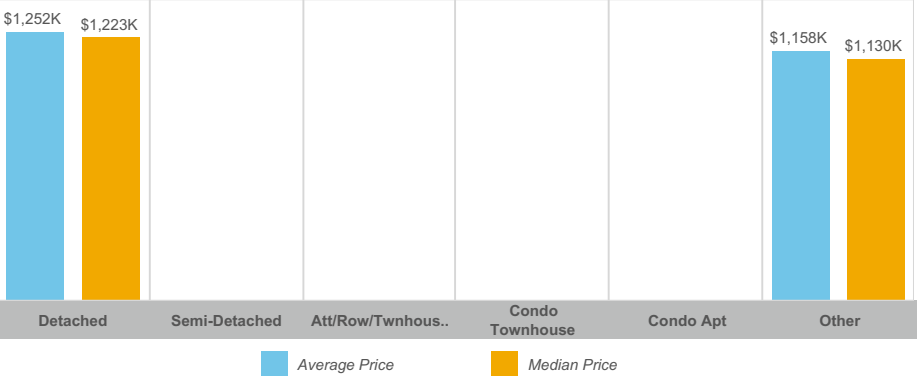 $1,252K
$1,223K
$1,158K
$1,130K
Detached
Semi-Detached
Att/Row/Twnhous..
Condo
Townhouse
Condo Apt
Other
Average Price
Median Price